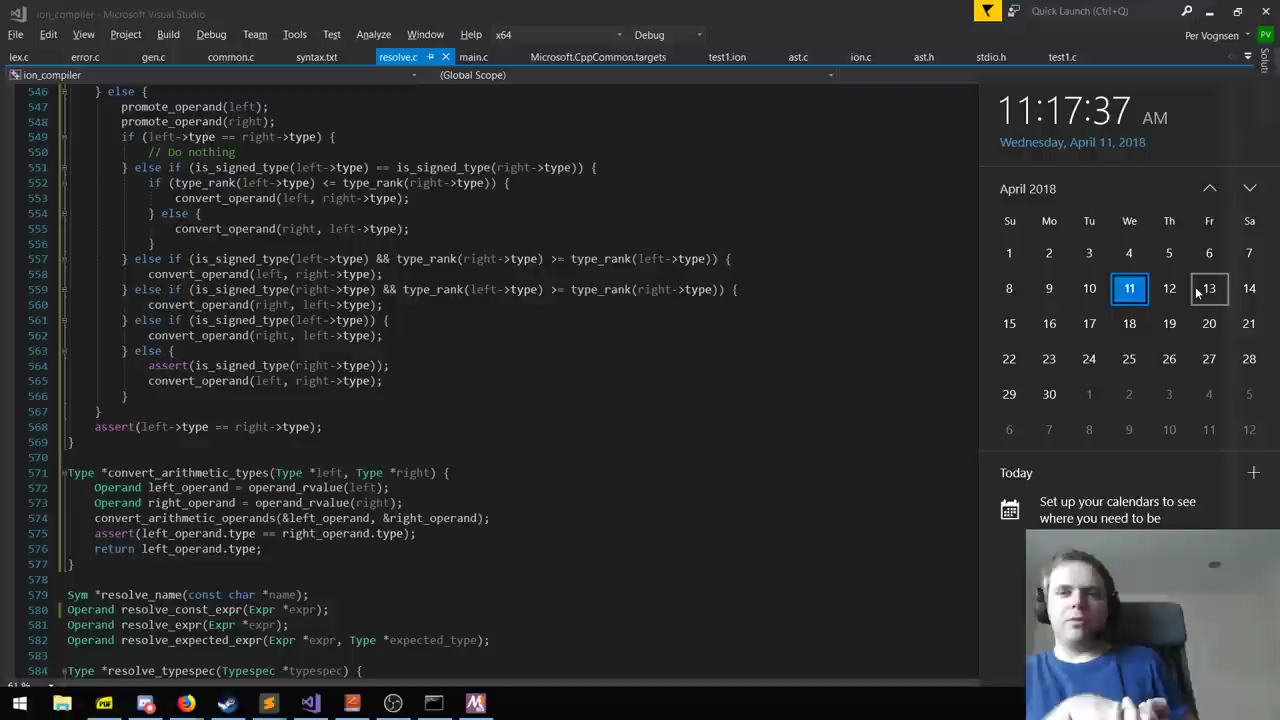 ion_compiler - Microsoft Visual Studio
Quick Launch (Ctrl+Q)
File Edit View Project Build Debug Team Tools Test Analyze Window Help x64 Debug
Per Vognsen PV
lex.c error.c gen.c common.c syntax.txt resolve.c main.c Microsoft.CppCommon.targets test1.ion ast.c ion.c ast.h stdio.h test1.c
ion_compiler (Global Scope)
546 } else {
547 promote_operand(left);
548 promote_operand(right);
549 if (left->type == right->type) {
550 // Do nothing
551 } else if (is_signed_type(left->type) == is_signed_type(right->type)) {
552 if (type_rank(left->type) <= type_rank(right->type)) {
553 convert_operand(left, right->type);
554 } else {
555 convert_operand(right, left->type);
556 }
557 } else if (is_signed_type(left->type) && type_rank(right->type) >= type_rank(left->type)) {
558 convert_operand(left, right->type);
559 } else if (is_signed_type(right->type) && type_rank(left->type) >= type_rank(right->type)) {
560 convert_operand(right, left->type);
561 } else if (is_signed_type(left->type)) {
562 convert_operand(right, left->type);
563 } else {
564 assert(is_signed_type(right->type));
565 convert_operand(left, right->type);
566 }
567 }
568 assert(left->type == right->type);
569 }
570
571 Type *convert_arithmetic_types(Type *left, Type *right) {
572 Operand left_operand = operand_rvalue(left);
573 Operand right_operand = operand_rvalue(right);
574 convert_arithmetic_operands(&left_operand, &right_operand);
575 assert(left_operand.type == right_operand.type);
576 return left_operand.type;
577 }
578
579 Sym *resolve_name(const char *name);
580 Operand resolve_const_expr(Expr *expr);
581 Operand resolve_expr(Expr *expr);
582 Operand resolve_expected_expr(Expr *expr, Type *expected_type);
583
584 Type *resolve_typespec(Typespec *typespec) {
61 %
11:17:37 AM
Wednesday, April 11, 2018
April 2018
Su Mo Tu We Th Fr Sa
1 2 3 4 5 6 7
8 9 10 11 12 13 14
15 16 17 18 19 20 21
22 23 24 25 26 27 28
29 30 1 2 3 4 5
6 7 8 9 10 11 12
Today
Set up your calendars to see
where you need to be